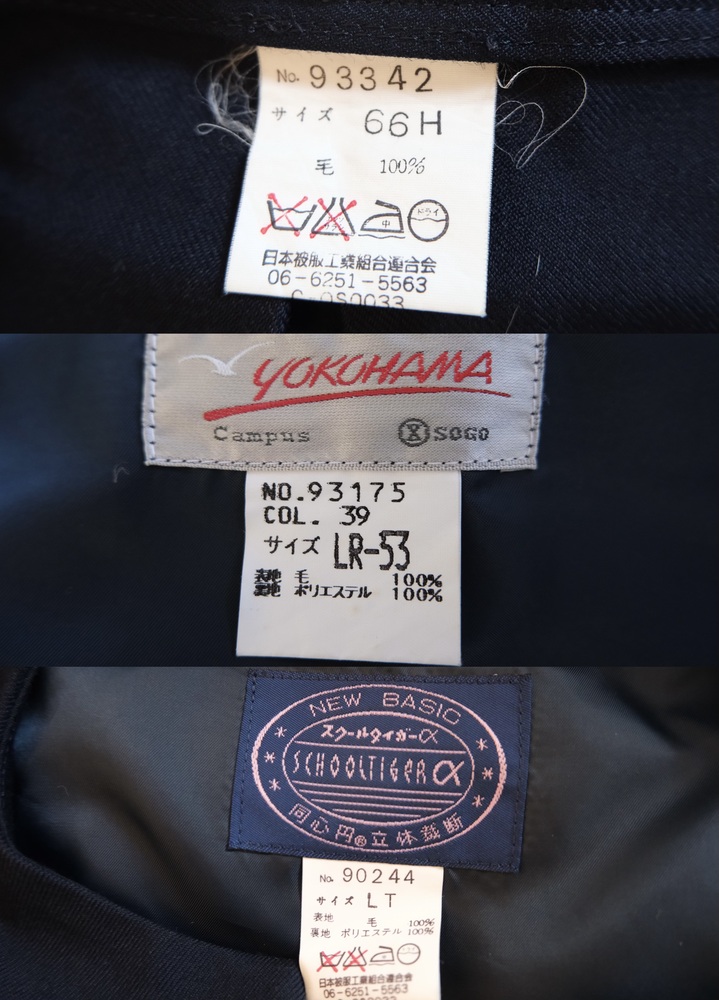 No. 93342
サイズ 66H
毛 100%
中 ドライ
日本被服工業組合連合会
06-6251-5563
C-OS0033
YOKOHAMA
Campus SOGO
NO.93175
COL. 39
サイズ LR-53
表地 毛 100%
裏地 ポリエステル 100%
NEW BASIC
スクールタイガーα
SCHOOLTIGER α
同心円®立体裁断
No. 90244
サイズ LT
表地 毛 100%
裏地 ポリエステル 100%
日本被服工業組合連合会
06-6251-5563